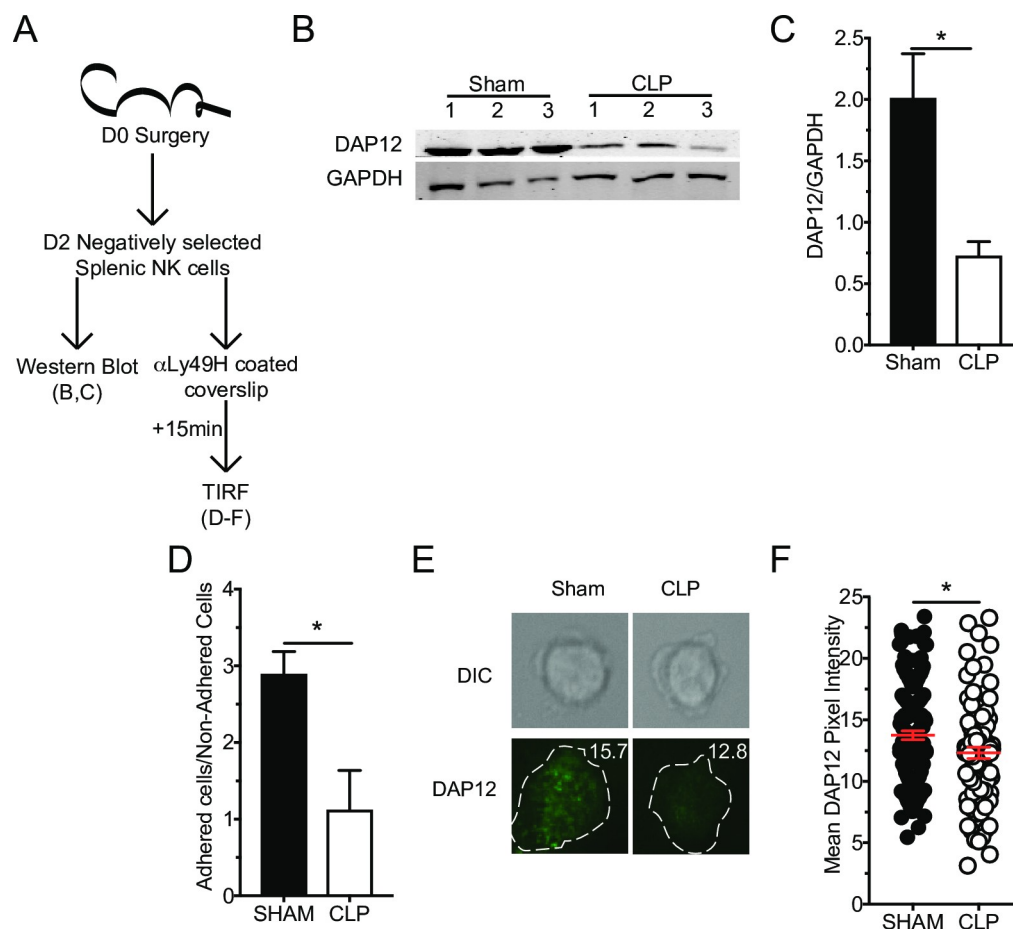 A
D0 Surgery
D2 Negatively selected
Splenic NK cells
Western Blot
(B,C)
αLy49H coated
coverslip
+15min
TIRF
(D-F)
B
Sham CLP
1 2 3 1 2 3
DAP12
GAPDH
C
DAP12/GAPDH
2.5
2.0
1.5
1.0
0.5
0.0
*
Sham CLP
D
Adhered cells/Non-Adhered Cells
4
3
2
1
0
*
SHAM CLP
E
Sham CLP
DIC
DAP12
15.7 12.8
F
Mean DAP12 Pixel Intensity
25
20
15
10
5
0
*
SHAM CLP